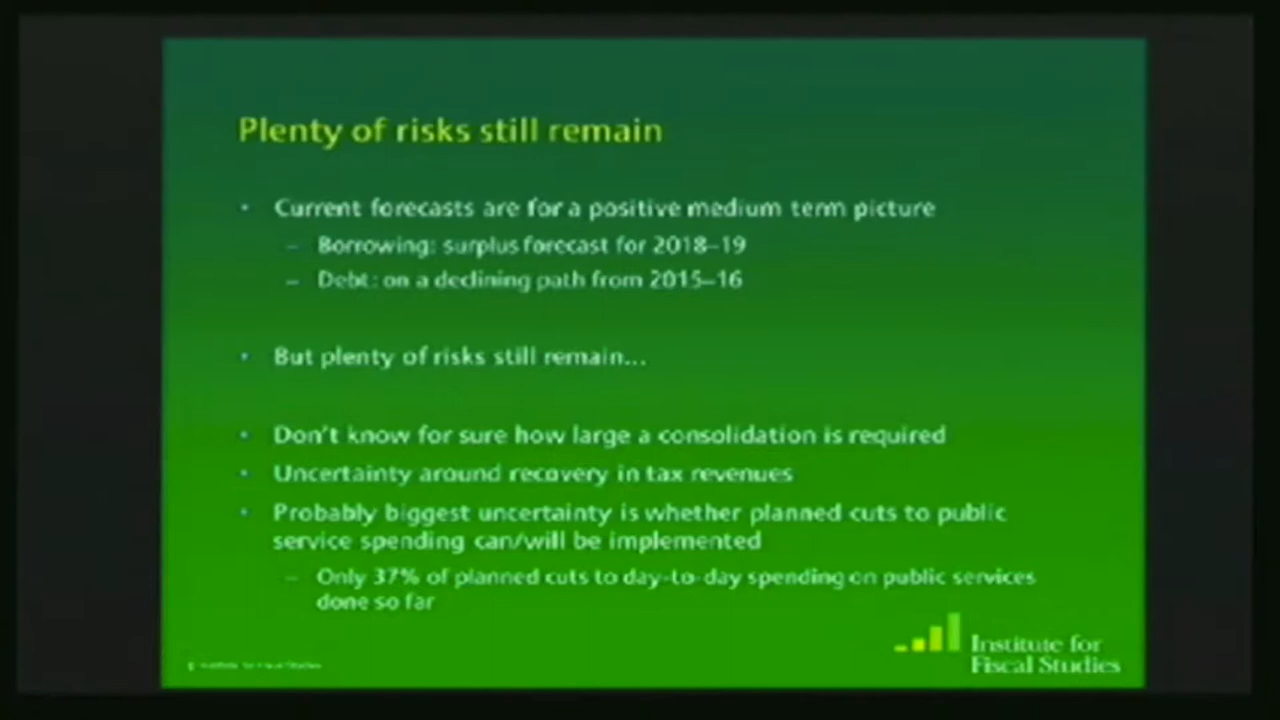 Plenty of risks still remain
• Current forecasts are for a positive medium term picture
– Borrowing: surplus forecast for 2018–19
– Debt: on a declining path from 2015–16
• But plenty of risks still remain...
• Don't know for sure how large a consolidation is required
• Uncertainty around recovery in tax revenues
• Probably biggest uncertainty is whether planned cuts to public
service spending can/will be implemented
– Only 37% of planned cuts to day-to-day spending on public services
done so far
Institute for Fiscal Studies
Institute for
Fiscal Studies